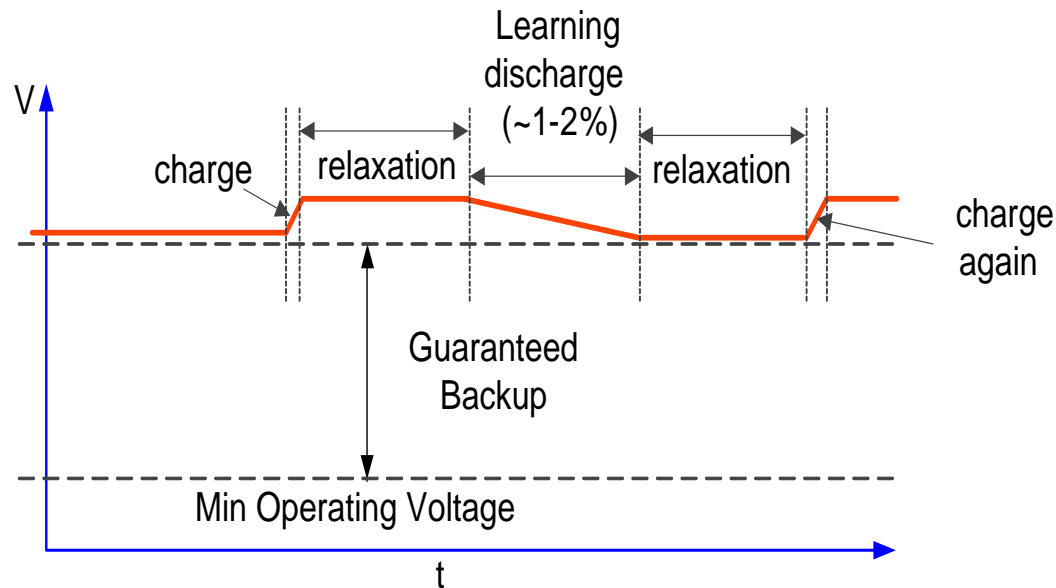 Learning
discharge
(~1-2%)
V
charge
relaxation
relaxation
charge
again
Guaranteed
Backup
Min Operating Voltage
t